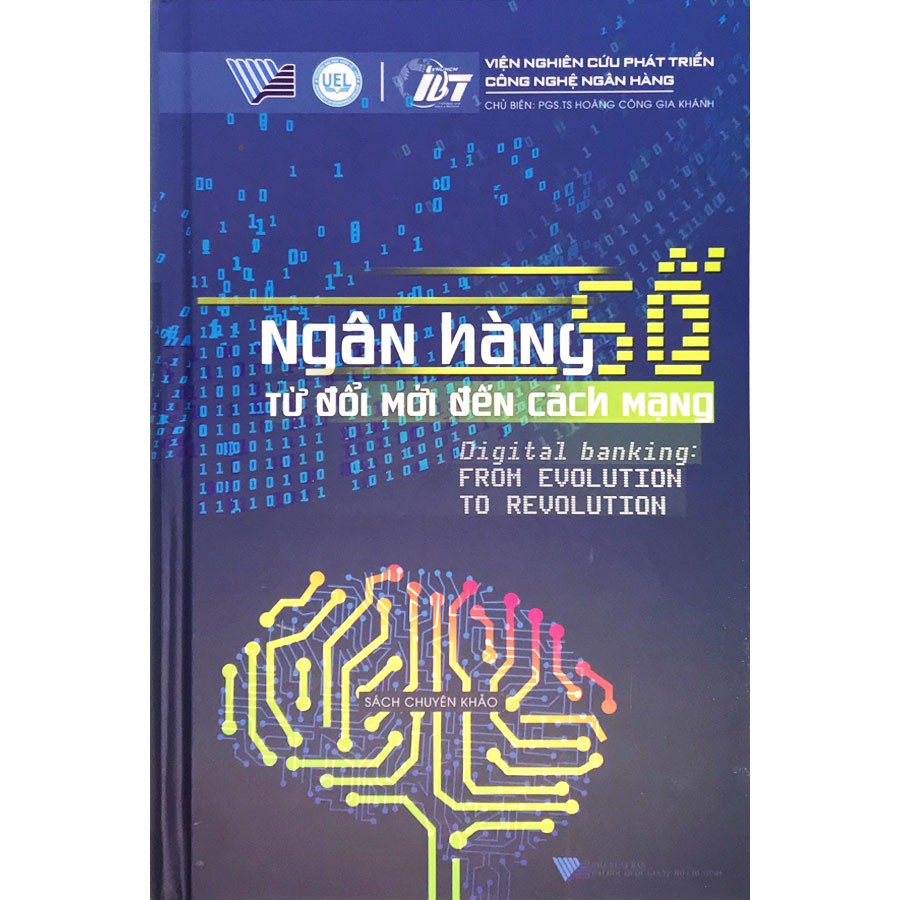 UEL
VNUHCM
IBT
VIỆN NGHIÊN CỨU PHÁT TRIỂN
CÔNG NGHỆ NGÂN HÀNG
CHỦ BIÊN: PGS.TS HOÀNG CÔNG GIA KHÁNH
Ngân hàng SỐ
TỪ ĐỔI MỚI ĐẾN CÁCH MẠNG
Digital banking:
FROM EVOLUTION
TO REVOLUTION
SÁCH CHUYÊN KHẢO